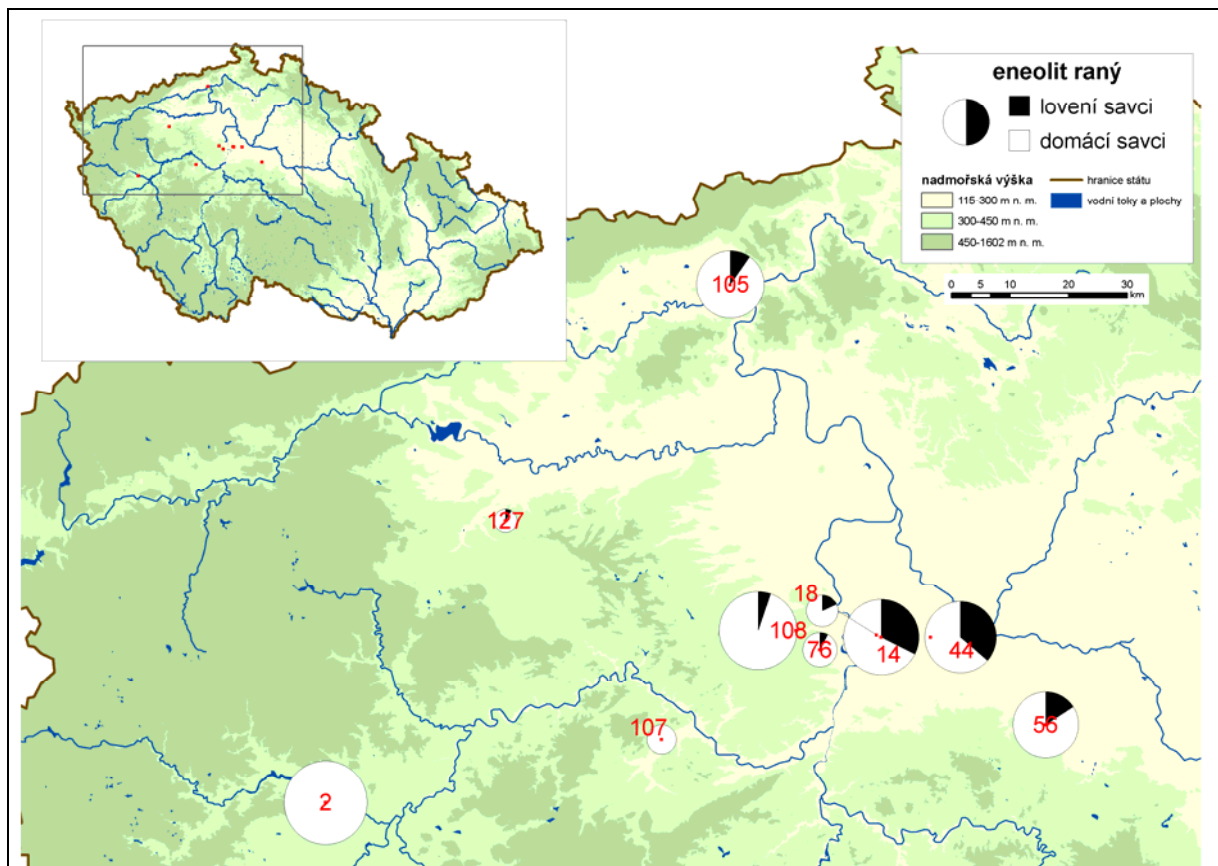 eneolit raný
lovení savci
domácí savci
nadmořská výška
115-300 m n. m.
300-450 m n. m.
450-1602 m n. m.
hranice státu
vodní toky a plochy
0 5 10 20 30
km
105
127
18
108
76
14
44
55
107
2